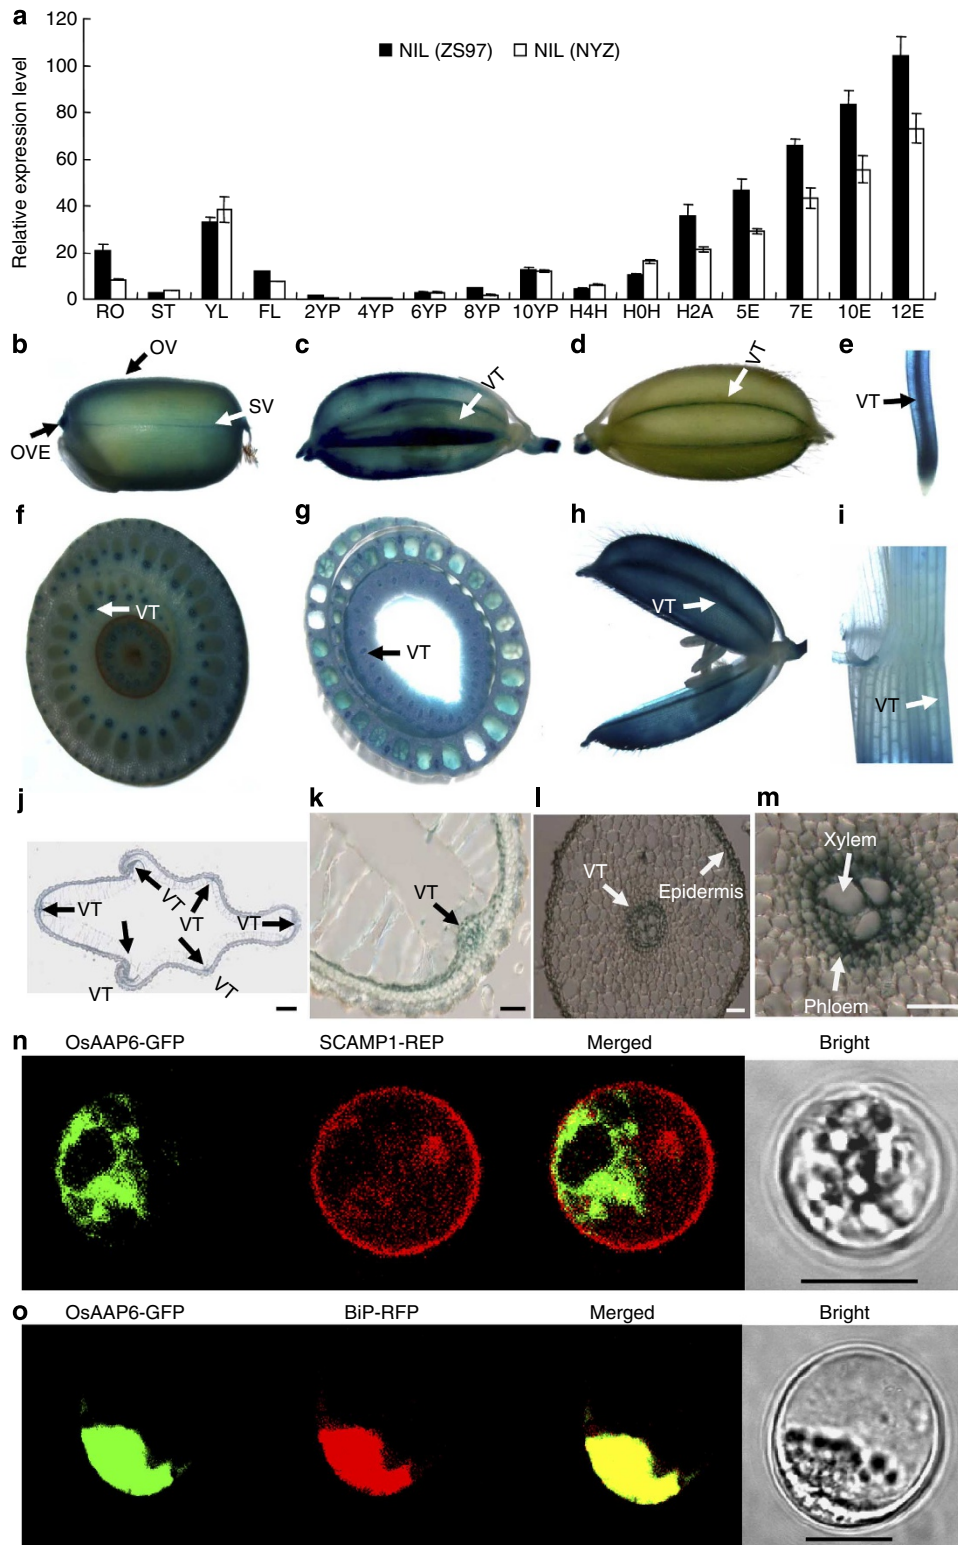 a
120
100
80
60
40
20
0
Relative expression level
NIL (ZS97) NIL (NYZ)
RO ST YL FL 2YP 4YP 6YP 8YP 10YP H4H H0H H2A 5E 7E 10E 12E
b c d e
OV
SV
OVE
VT
VT
VT
f g h i
VT
VT
VT
VT
j k l m
VT
VT
VT
VT
VT
VT
VT
VT
Epidermis
Xylem
Phloem
n OsAAP6-GFP SCAMP1-REP Merged Bright
o OsAAP6-GFP BiP-RFP Merged Bright